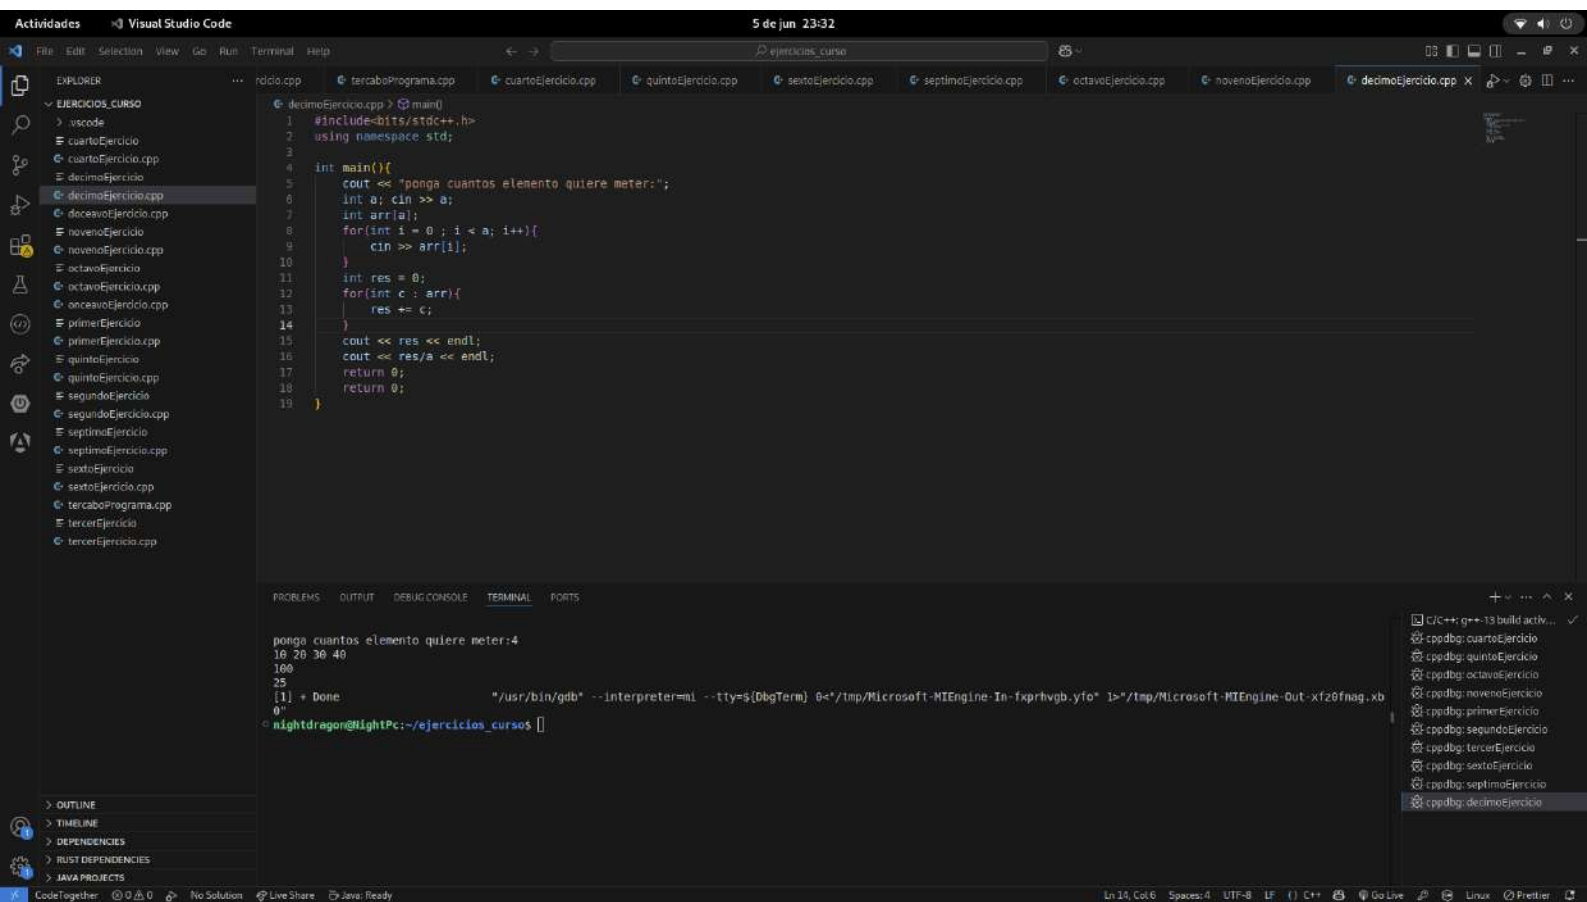 Actividades Visual Studio Code 5 de jun 23:32
File Edit Selection View Go Run Terminal Help ejercicios_curso
EXPLORER
rcicio.cpp tercaboPrograma.cpp cuartoEjercicio.cpp quintoEjercicio.cpp sextoEjercicio.cpp septimoEjercicio.cpp octavoEjercicio.cpp novenoEjercicio.cpp decimoEjercicio.cpp
EJERCICIOS_CURSO
.vscode
cuartoEjercicio
cuartoEjercicio.cpp
decimoEjercicio
decimoEjercicio.cpp
doceavoEjercicio.cpp
novenoEjercicio
novenoEjercicio.cpp
octavoEjercicio
octavoEjercicio.cpp
onceavoEjercicio.cpp
primerEjercicio
primerEjercicio.cpp
quintoEjercicio
quintoEjercicio.cpp
segundoEjercicio
segundoEjercicio.cpp
septimoEjercicio
septimoEjercicio.cpp
sextoEjercicio
sextoEjercicio.cpp
tercaboPrograma.cpp
tercerEjercicio
tercerEjercicio.cpp
OUTLINE
TIMELINE
DEPENDENCIES
RUST DEPENDENCIES
JAVA PROJECTS
decimoEjercicio.cpp > main()
1 #include<bits/stdc++.h>
2 using namespace std;
3
4 int main(){
5 cout << "ponga cuantos elemento quiere meter:";
6 int a; cin >> a;
7 int arr[a];
8 for(int i = 0 ; i < a; i++){
9 cin >> arr[i];
10 }
11 int res = 0;
12 for(int c : arr){
13 res += c;
14 }
15 cout << res << endl;
16 cout << res/a << endl;
17 return 0;
18 return 0;
19 }
PROBLEMS OUTPUT DEBUG CONSOLE TERMINAL PORTS
ponga cuantos elemento quiere meter:4
10 20 30 40
100
25
[1] + Done "/usr/bin/gdb" --interpreter=mi --tty=${DbgTerm} 0<"/tmp/Microsoft-MIEngine-In-fxprhvgb.yfo" 1>"/tmp/Microsoft-MIEngine-Out-xfz0fnag.xb
0"
nightdragon@NightPc:~/ejercicios_curso$
C/C++: g++-13 build activ...
cppdbg: cuartoEjercicio
cppdbg: quintoEjercicio
cppdbg: octavoEjercicio
cppdbg: novenoEjercicio
cppdbg: primerEjercicio
cppdbg: segundoEjercicio
cppdbg: tercerEjercicio
cppdbg: sextoEjercicio
cppdbg: septimoEjercicio
cppdbg: decimoEjercicio
CodeTogether 0 0 No Solution Live Share Java: Ready Ln 14, Col 6 Spaces: 4 UTF-8 LF {} C++ Go Live Linux Prettier